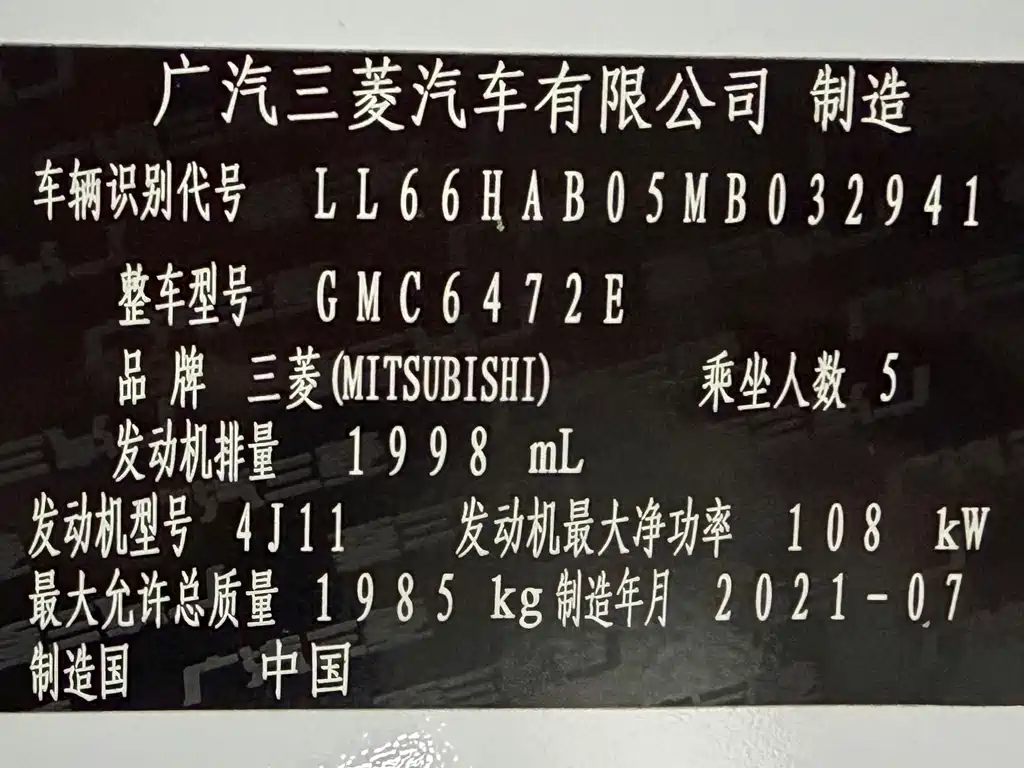 广汽三菱汽车有限公司 制造
车辆识别代号 LL66HAB05MB032941
整车型号 GMC6472E
品牌 三菱(MITSUBISHI) 乘坐人数 5
发动机排量 1998 mL
发动机型号 4J11 发动机最大净功率 108 kW
最大允许总质量 1985 kg 制造年月 2021-07
制造国 中国